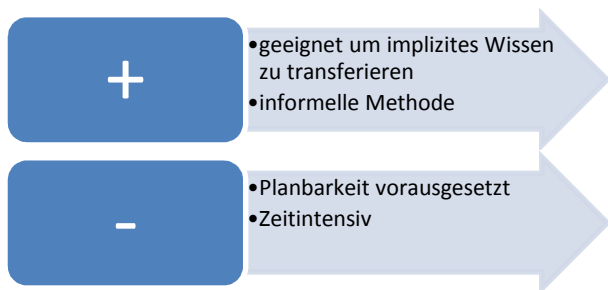 +
•geeignet um implizites Wissen
zu transferieren
•informelle Methode
-
•Planbarkeit vorausgesetzt
•Zeitintensiv